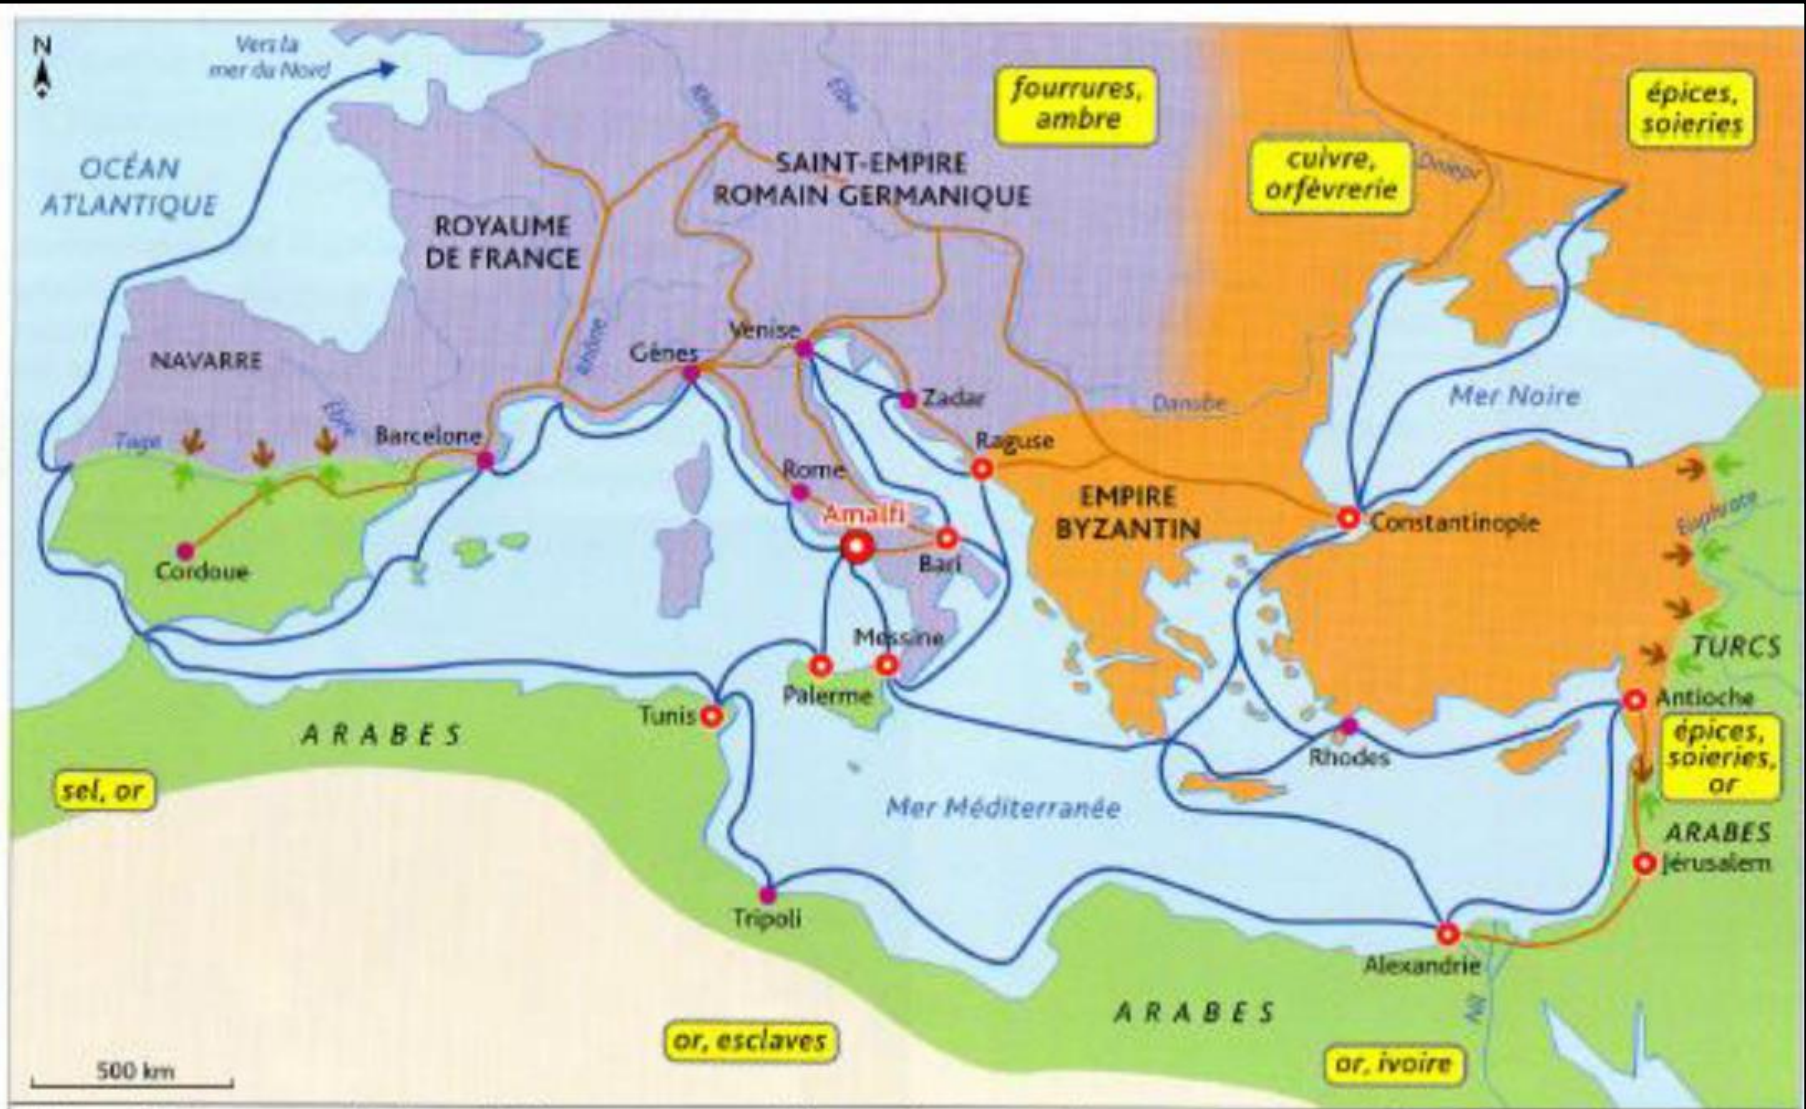 N
Vers la
mer du Nord
OCÉAN
ATLANTIQUE
Rhin
Elbe
fourrures,
ambre
épices,
soieries
cuivre,
orfèvrerie
Dniepr
SAINT-EMPIRE
ROMAIN GERMANIQUE
ROYAUME
DE FRANCE
NAVARRE
Rhône
Gênes
Venise
Zadar
Danube
Mer Noire
Tage
Èbre
Barcelone
Raguse
Rome
Amalfi
EMPIRE
BYZANTIN
Constantinople
Euphrate
Cordoue
Bari
Messine
TURCS
Palerme
Tunis
Antioche
ARABES
Rhodes
épices,
soieries,
or
sel, or
Mer Méditerranée
ARABES
Jérusalem
Tripoli
Alexandrie
ARABES
Nil
or, esclaves
or, ivoire
500 km